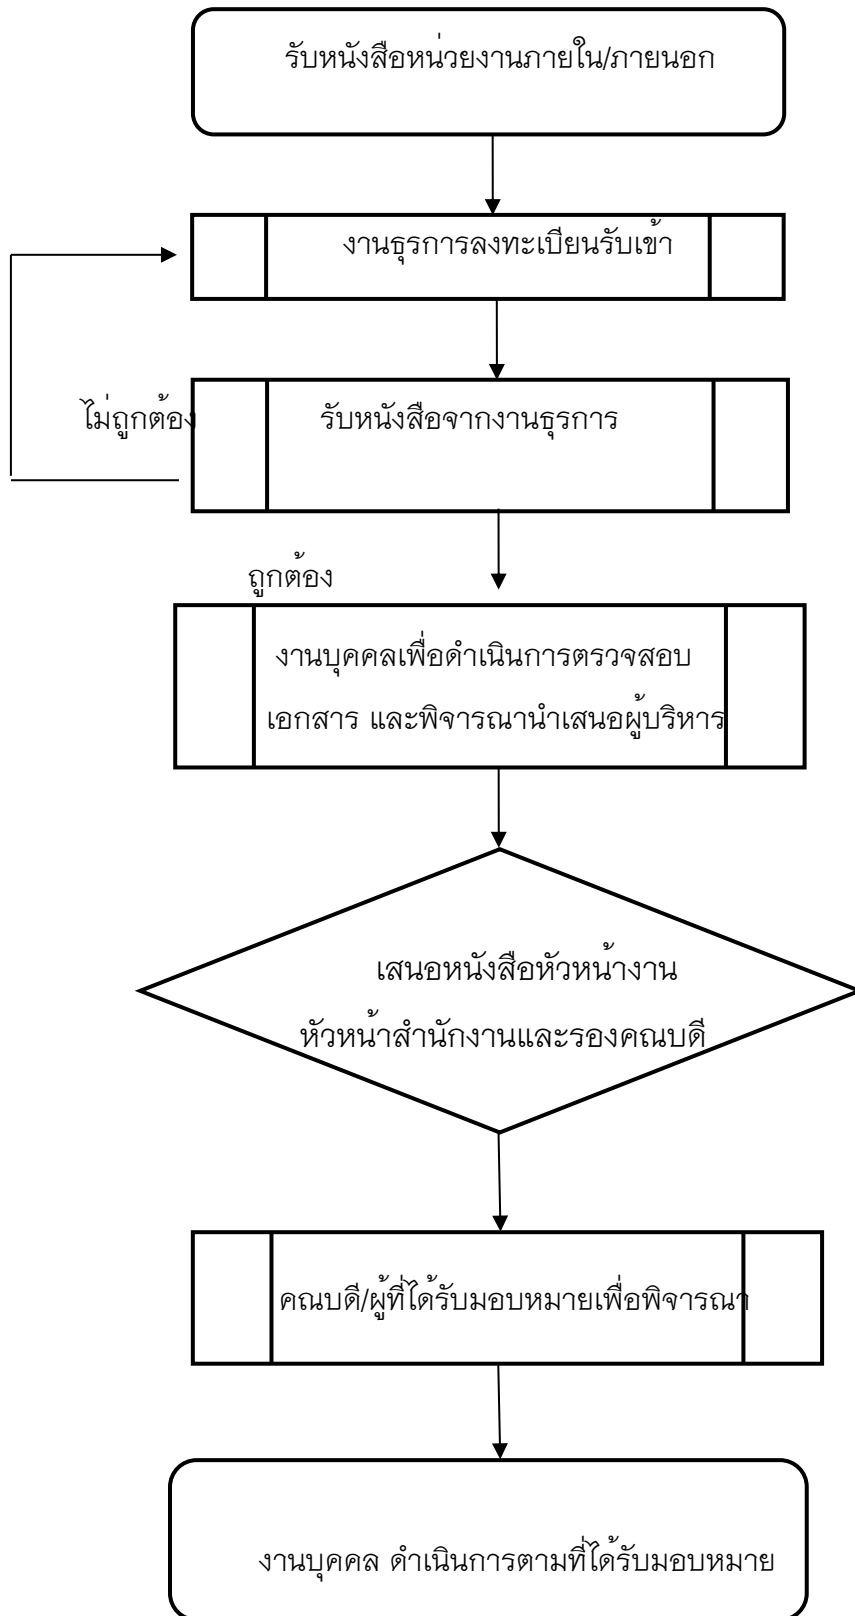 รับหนังสือหน่วยงานภายใน/ภายนอก
งานธุรการลงทะเบียนรับเข้า
ไม่ถูกต้อง
รับหนังสือจากงานธุรการ
ถูกต้อง
งานบุคคลเพื่อดำเนินการตรวจสอบ
เอกสาร และพิจารณานำเสนอผู้บริหาร
เสนอหนังสือหัวหน้างาน
หัวหน้าสำนักงานและรองคณบดี
คณบดี/ผู้ที่ได้รับมอบหมายเพื่อพิจารณา
งานบุคคล ดำเนินการตามที่ได้รับมอบหมาย